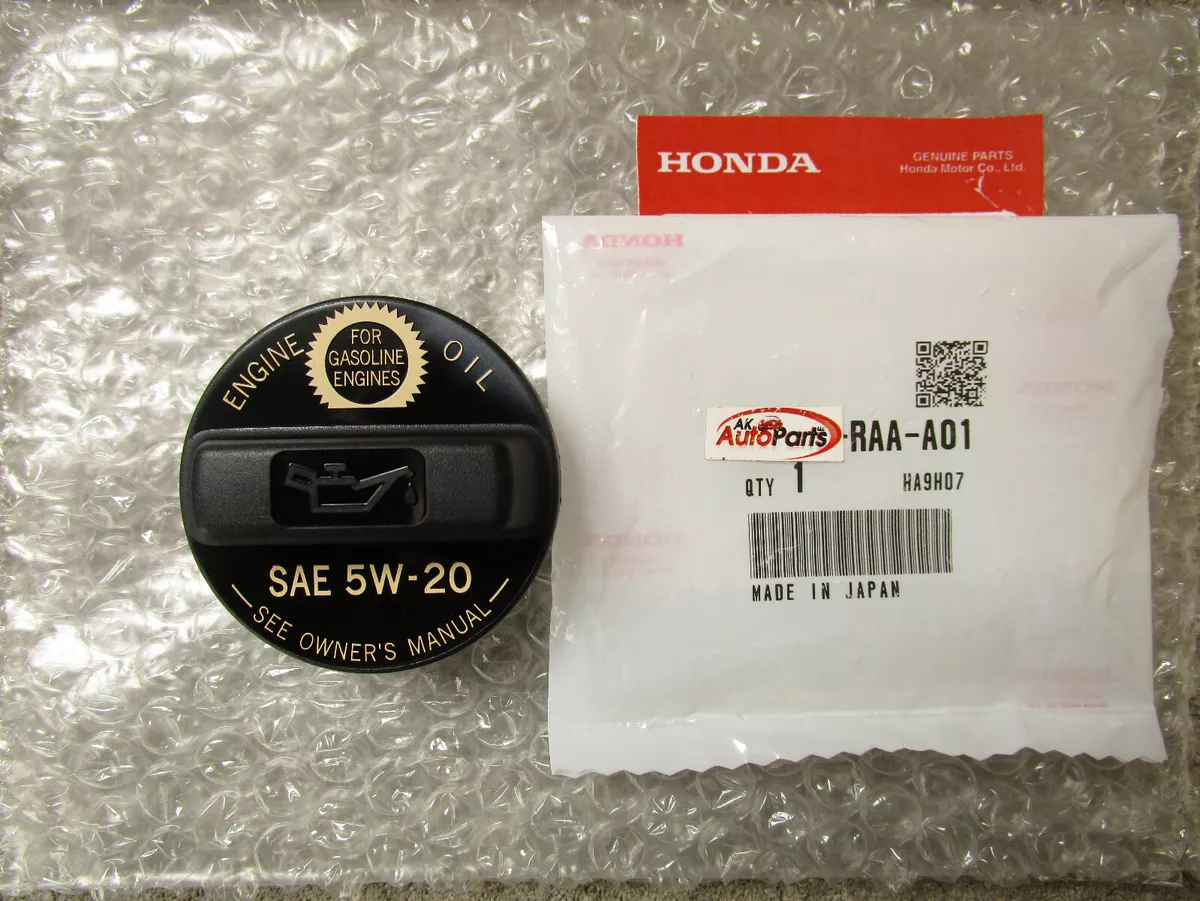 HONDA
GENUINE PARTS
Honda Motor Co., Ltd.
HONDA
ENGINE OIL
FOR
GASOLINE
ENGINES
SAE 5W-20
SEE OWNER'S MANUAL
AK
AutoParts
-RAA-A01
QTY 1
HA9H07
MADE IN JAPAN